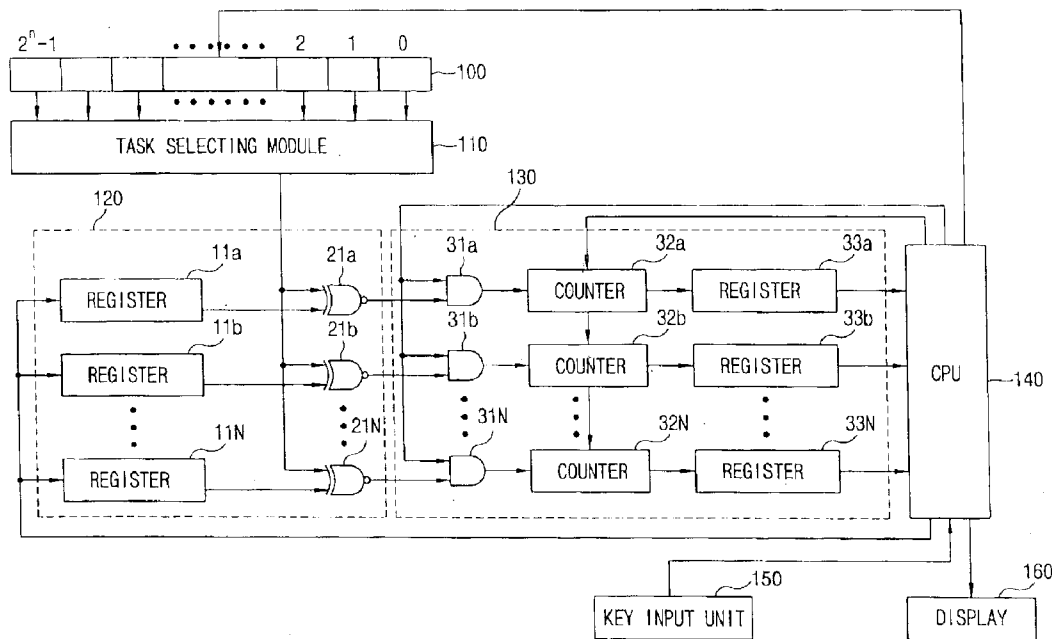 2ⁿ-1 2 1 0
100
TASK SELECTING MODULE 110
120 130
11a 21a 31a 32a 33a
REGISTER COUNTER REGISTER
11b 21b 31b 32b 33b
REGISTER COUNTER REGISTER CPU 140
11N 21N 31N 32N 33N
REGISTER COUNTER REGISTER
150 160
KEY INPUT UNIT DISPLAY